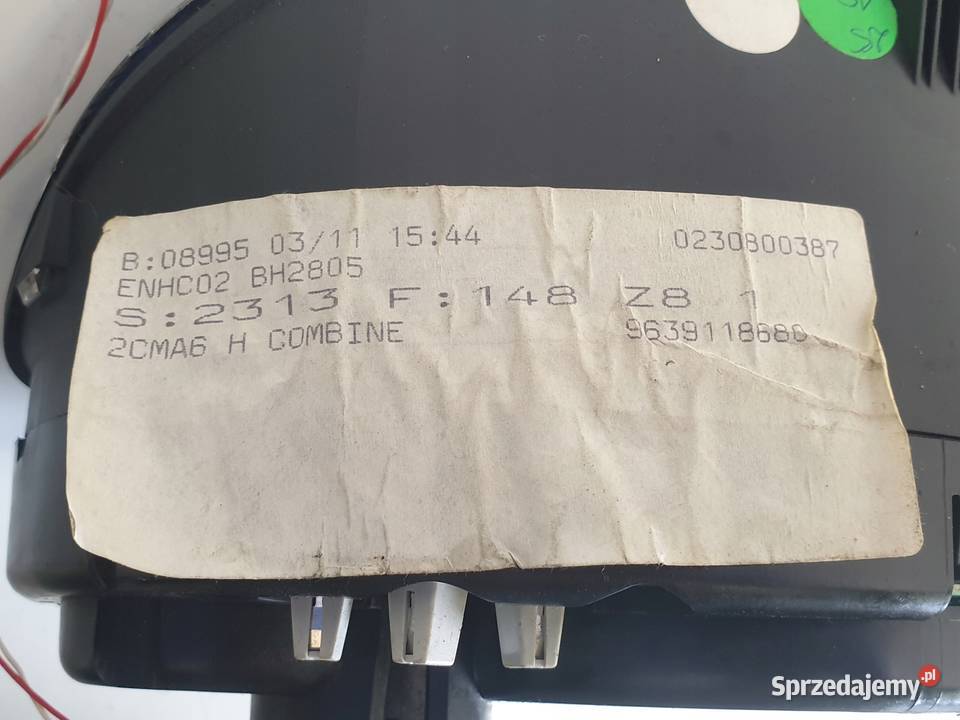 B:08995 03/11 15:44 0230800387
ENHC02 BH2805
S:2313 F:148 Z8 1
2CMA6 H COMBINE 9639118680
Sprzedajemy.pl